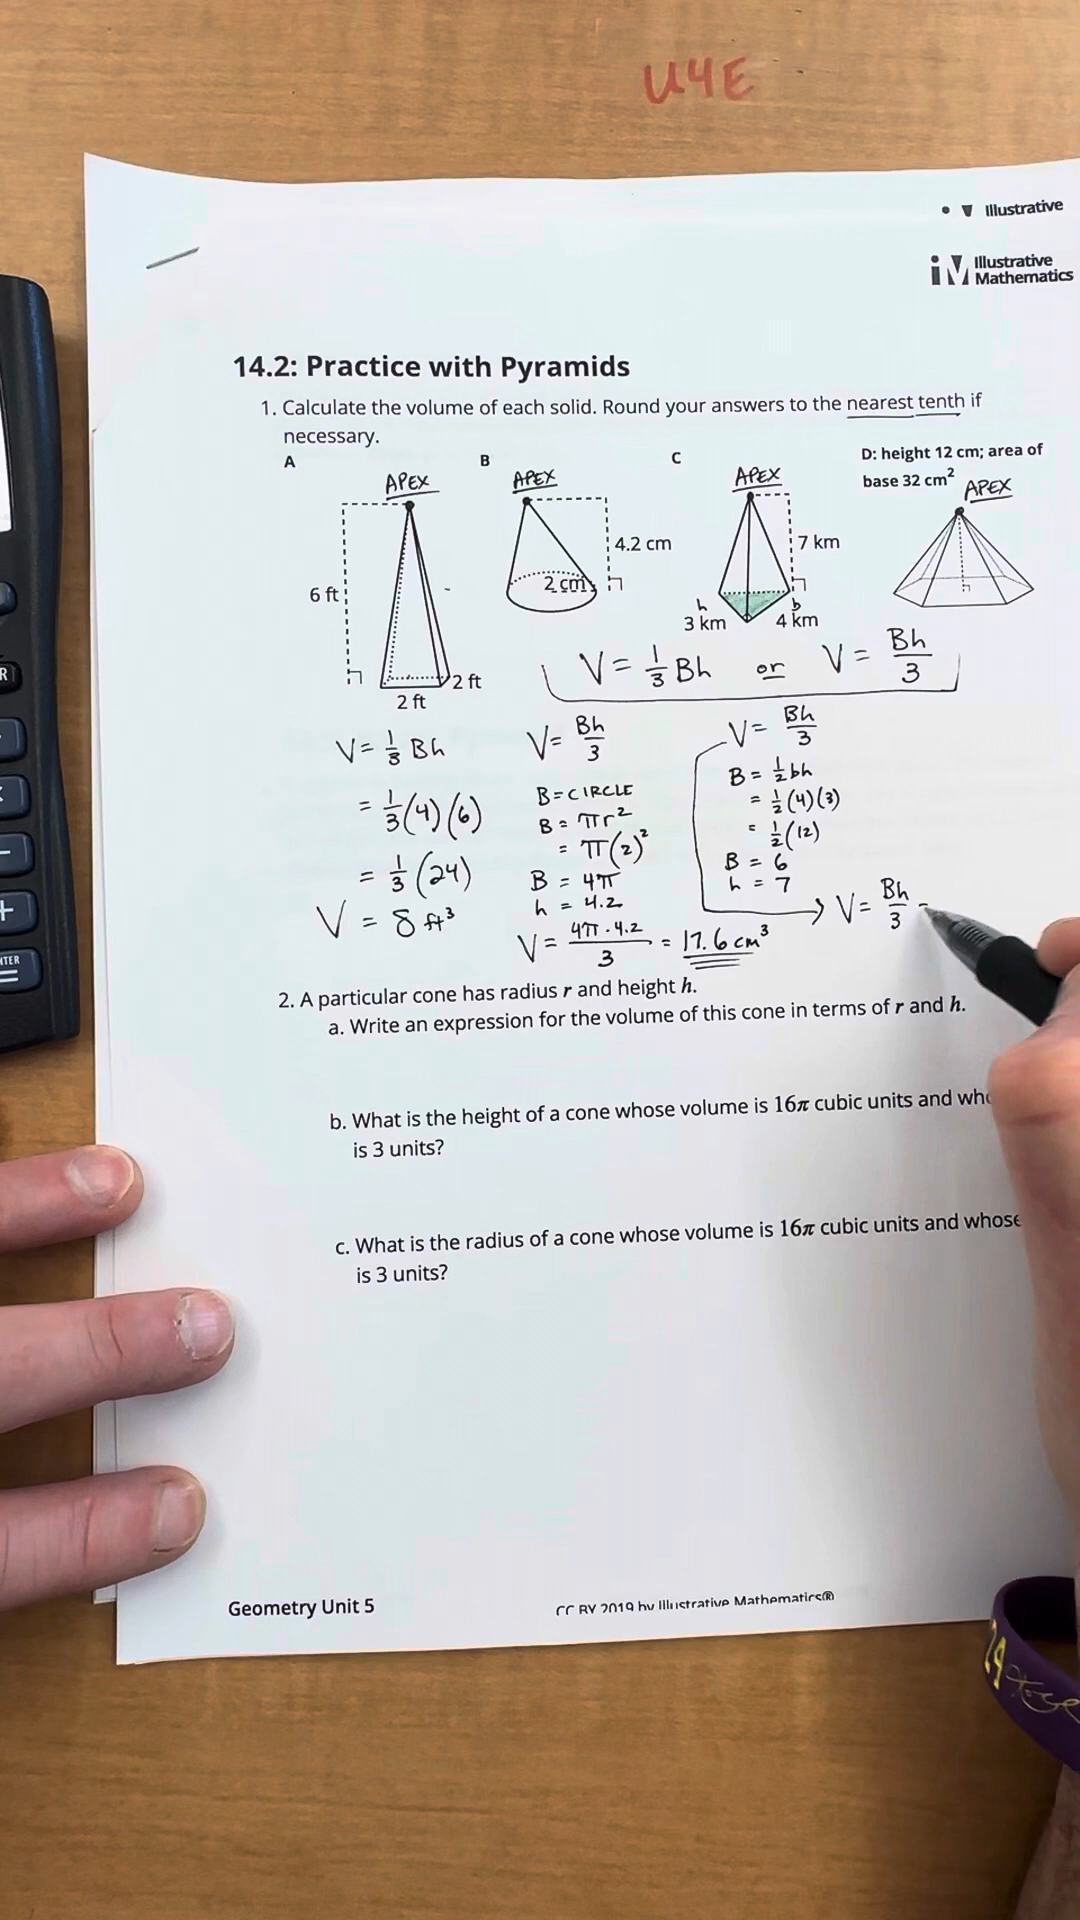 U4E
Illustrative
Illustrative
Mathematics
14.2: Practice with Pyramids
1. Calculate the volume of each solid. Round your answers to the nearest tenth if
necessary.
A
B
C
D: height 12 cm; area of
base 32 cm²
APEX
APEX
APEX
APEX
6 ft
2 ft
2 ft
4.2 cm
2 cm
7 km
h
3 km
b
4 km
V = 1/3 Bh or V = Bh/3
V = 1/3 Bh
= 1/3 (4)(6)
= 1/3 (24)
V = 8 ft³
V = Bh/3
B = CIRCLE
B = πr²
= π(2)²
B = 4π
h = 4.2
V = 4π · 4.2/3 = 17.6 cm³
V = Bh/3
B = 1/2 bh
= 1/2 (4)(3)
= 1/2 (12)
B = 6
h = 7
V = Bh/3 =
2. A particular cone has radius r and height h.
a. Write an expression for the volume of this cone in terms of r and h.
b. What is the height of a cone whose volume is 16π cubic units and
is 3 units?
c. What is the radius of a cone whose volume is 16π cubic units and whose
is 3 units?
Geometry Unit 5
CC BY 2019 by Illustrative Mathematics®